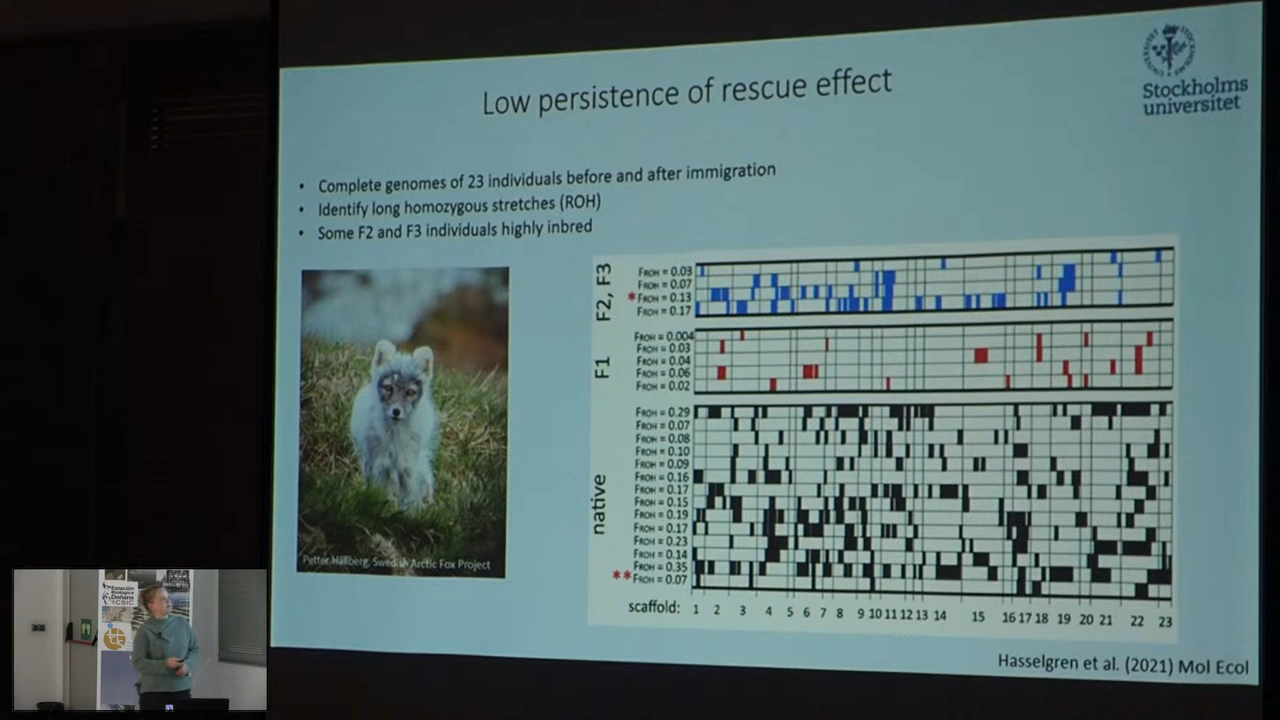 Low persistence of rescue effect
Stockholms
universitet
• Complete genomes of 23 individuals before and after immigration
• Identify long homozygous stretches (ROH)
• Some F2 and F3 individuals highly inbred
F2, F3
FROH = 0.03
FROH = 0.07
*FROH = 0.13
FROH = 0.17
F1
FROH = 0.004
FROH = 0.03
FROH = 0.04
FROH = 0.06
FROH = 0.02
native
FROH = 0.29
FROH = 0.07
FROH = 0.08
FROH = 0.10
FROH = 0.09
FROH = 0.16
FROH = 0.17
FROH = 0.15
FROH = 0.19
FROH = 0.17
FROH = 0.23
FROH = 0.14
FROH = 0.35
**FROH = 0.07
scaffold: 1 2 3 4 5 6 7 8 9 10 11 12 13 14 15 16 17 18 19 20 21 22 23
Petter Hällberg, Swedish Arctic Fox Project
Hasselgren et al. (2021) Mol Ecol
Estación
Biológica
Doñana
CSIC